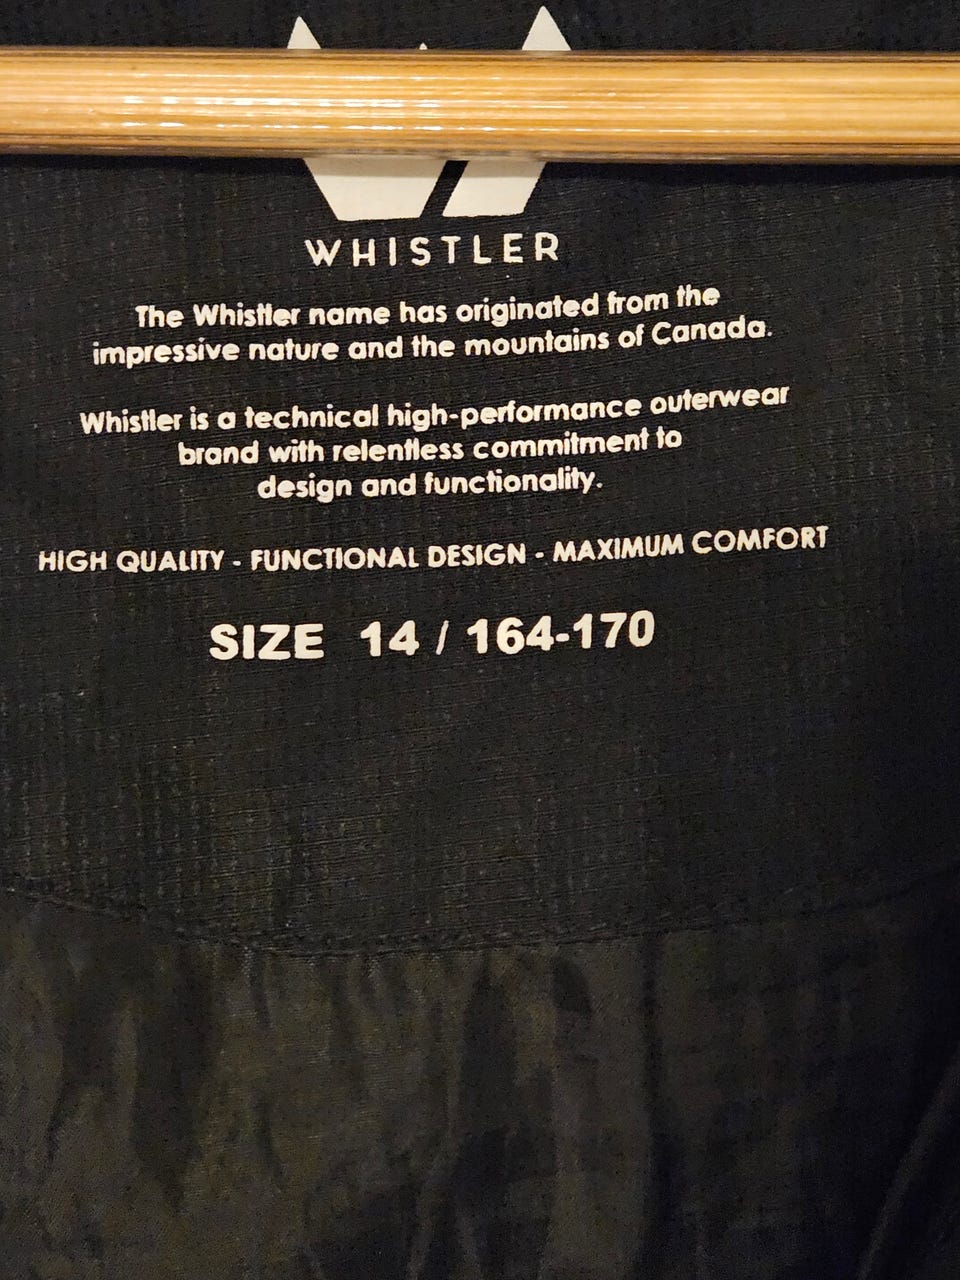 WHISTLER
The Whistler name has originated from the
impressive nature and the mountains of Canada.
Whistler is a technical high-performance outerwear
brand with relentless commitment to
design and functionality.
HIGH QUALITY - FUNCTIONAL DESIGN - MAXIMUM COMFORT
SIZE 14 / 164-170